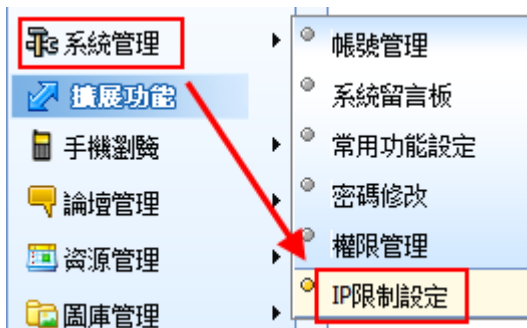 系統管理
擴展功能
手機瀏覽
論壇管理
資源管理
圖庫管理
帳號管理
系統留言板
常用功能設定
密碼修改
權限管理
IP限制設定